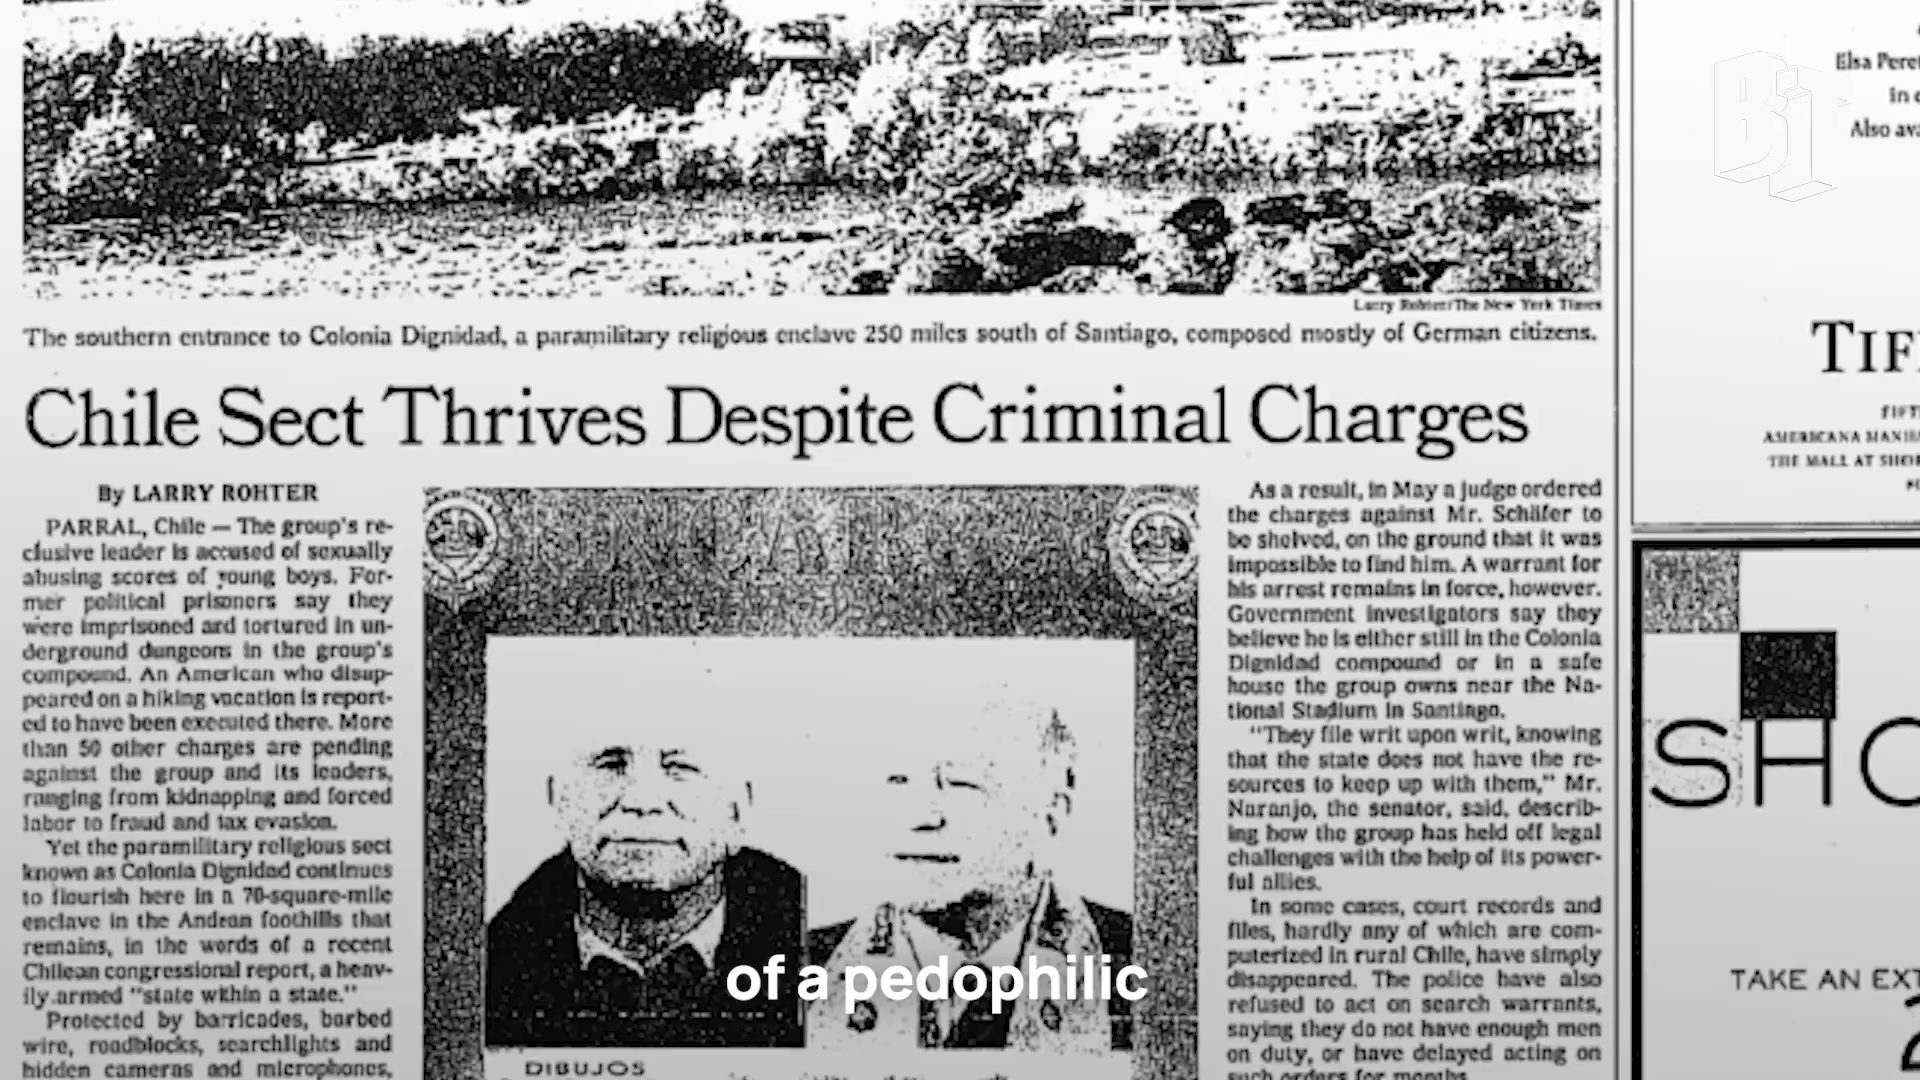 Larry Rohter/The New York Times
The southern entrance to Colonia Dignidad, a paramilitary religious enclave 250 miles south of Santiago, composed mostly of German citizens.
Chile Sect Thrives Despite Criminal Charges
By LARRY ROHTER
PARRAL, Chile — The group's re-
clusive leader is accused of sexually
abusing scores of young boys. For-
mer political prisoners say they
were imprisoned and tortured in un-
derground dungeons in the group's
compound. An American who disap-
peared on a hiking vacation is report-
ed to have been executed there. More
than 50 other charges are pending
against the group and its leaders,
ranging from kidnapping and forced
labor to fraud and tax evasion.
Yet the paramilitary religious sect
known as Colonia Dignidad continues
to flourish here in a 70-square-mile
enclave in the Andean foothills that
remains, in the words of a recent
Chilean congressional report, a heav-
ily armed "state within a state."
Protected by barricades, barbed
wire, roadblocks, searchlights and
hidden cameras and microphones,
DIBUJOS
of a pedophilic
As a result, in May a judge ordered
the charges against Mr. Schäfer to
be shelved, on the ground that it was
impossible to find him. A warrant for
his arrest remains in force, however.
Government investigators say they
believe he is either still in the Colonia
Dignidad compound or in a safe
house the group owns near the Na-
tional Stadium in Santiago.
"They file writ upon writ, knowing
that the state does not have the re-
sources to keep up with them," Mr.
Naranjo, the senator, said, describ-
ing how the group has held off legal
challenges with the help of its power-
ful allies.
In some cases, court records and
files, hardly any of which are com-
puterized in rural Chile, have simply
disappeared. The police have also
refused to act on search warrants,
saying they do not have enough men
on duty, or have delayed acting on
such orders for months.
Elsa Peret
in c
Also ava
TIF
FIFT
AMERICANA MANH
THE MALL AT SHOR
SHO
TAKE AN EXT
2